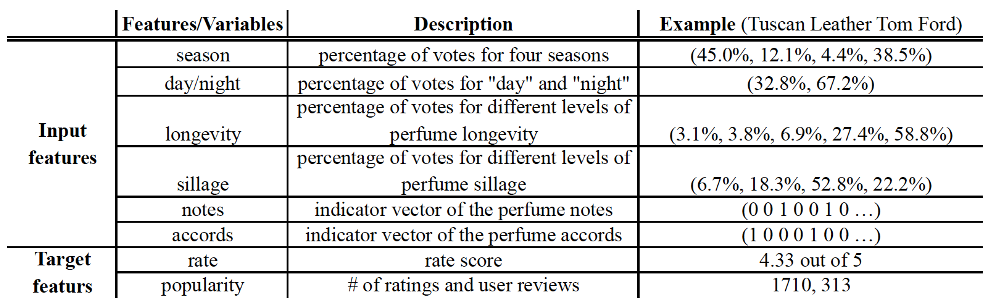 Features/Variables Description Example (Tuscan Leather Tom Ford)
Input features
season percentage of votes for four seasons (45.0%, 12.1%, 4.4%, 38.5%)
day/night percentage of votes for "day" and "night" (32.8%, 67.2%)
longevity percentage of votes for different levels of perfume longevity (3.1%, 3.8%, 6.9%, 27.4%, 58.8%)
sillage percentage of votes for different levels of perfume sillage (6.7%, 18.3%, 52.8%, 22.2%)
notes indicator vector of the perfume notes (0 0 1 0 0 1 0 …)
accords indicator vector of the perfume accords (1 0 0 0 1 0 0 …)
Target featurs
rate rate score 4.33 out of 5
popularity # of ratings and user reviews 1710, 313